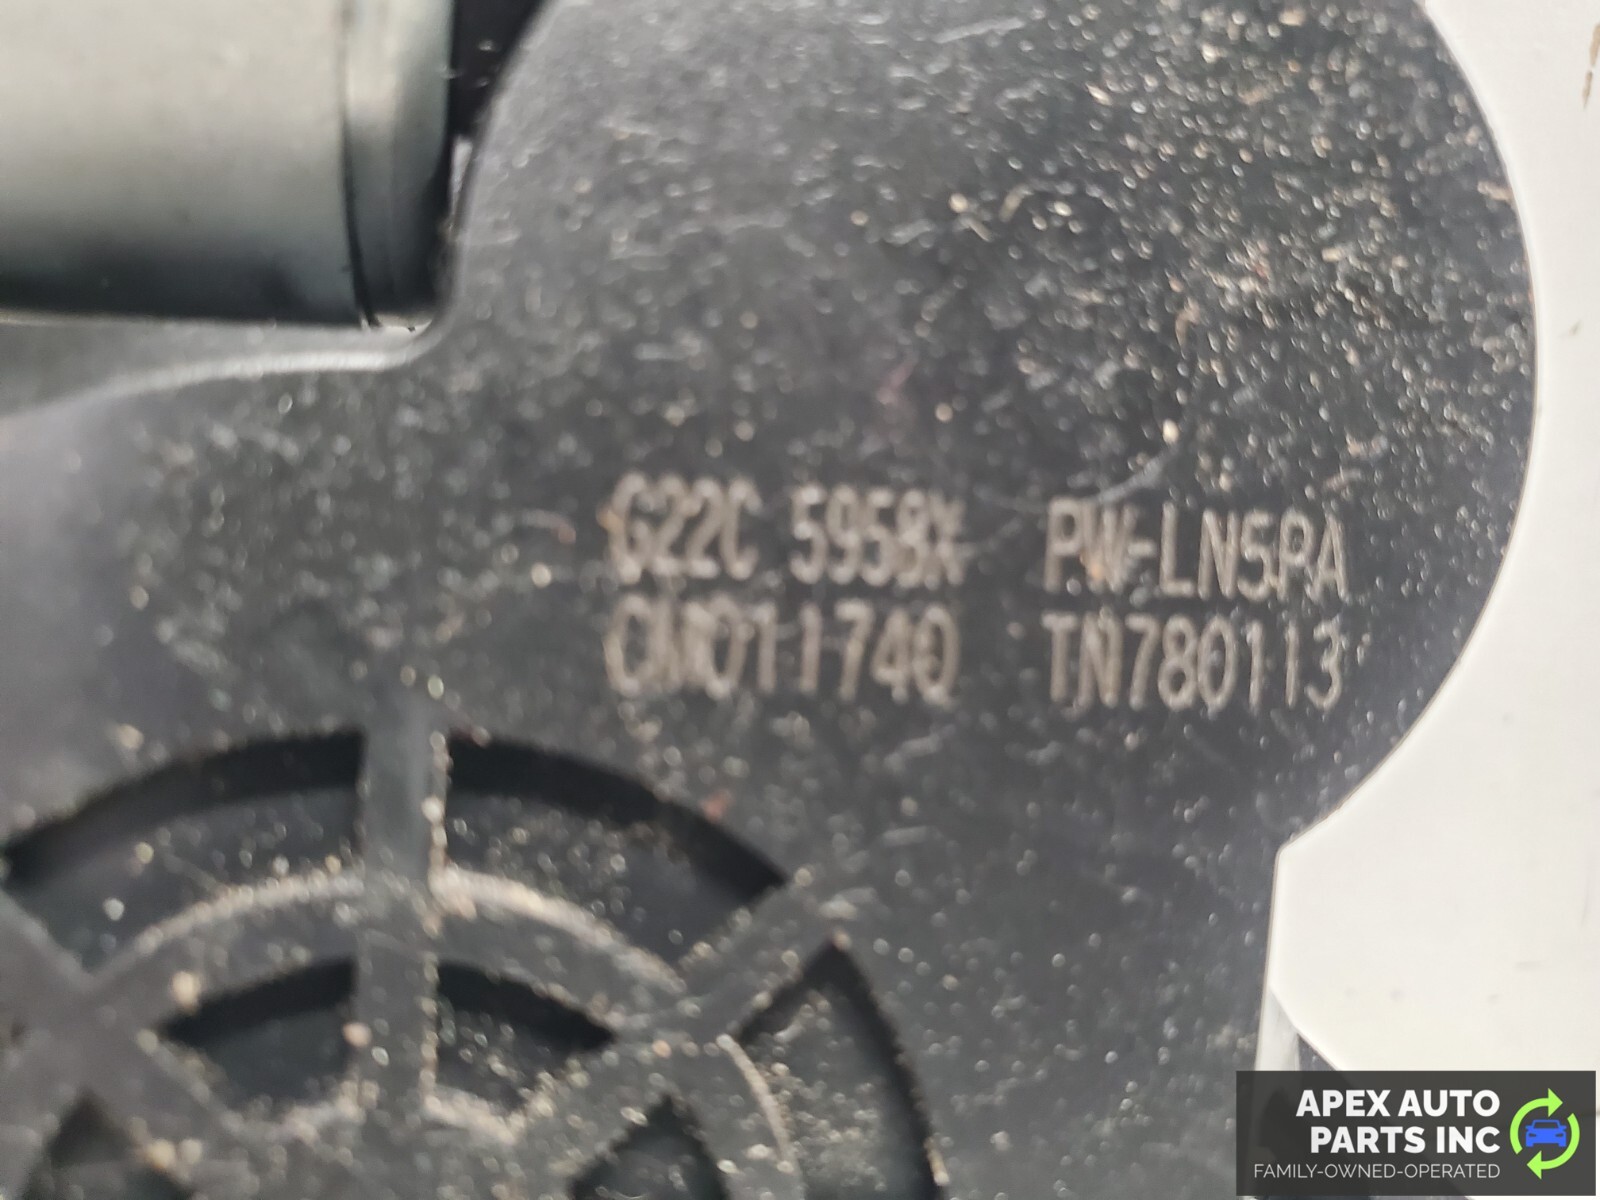 G22C 5958X PW-LN5PA
CM011740 TN780113
APEX AUTO
PARTS INC
FAMILY-OWNED-OPERATED